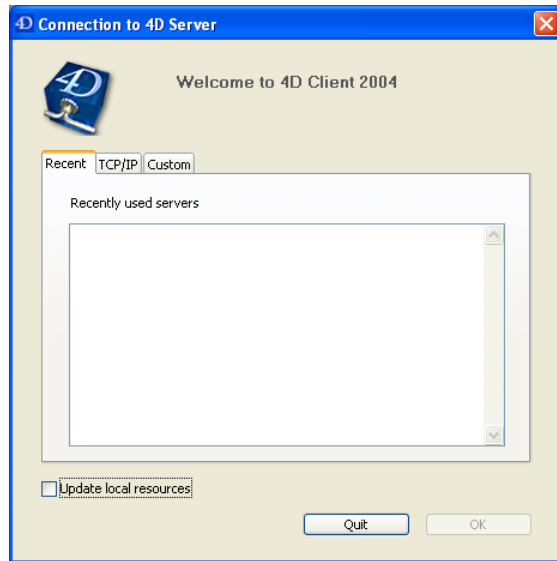 4D Connection to 4D Server
4D
Welcome to 4D Client 2004
Recent TCP/IP Custom
Recently used servers
Update local resources
Quit OK